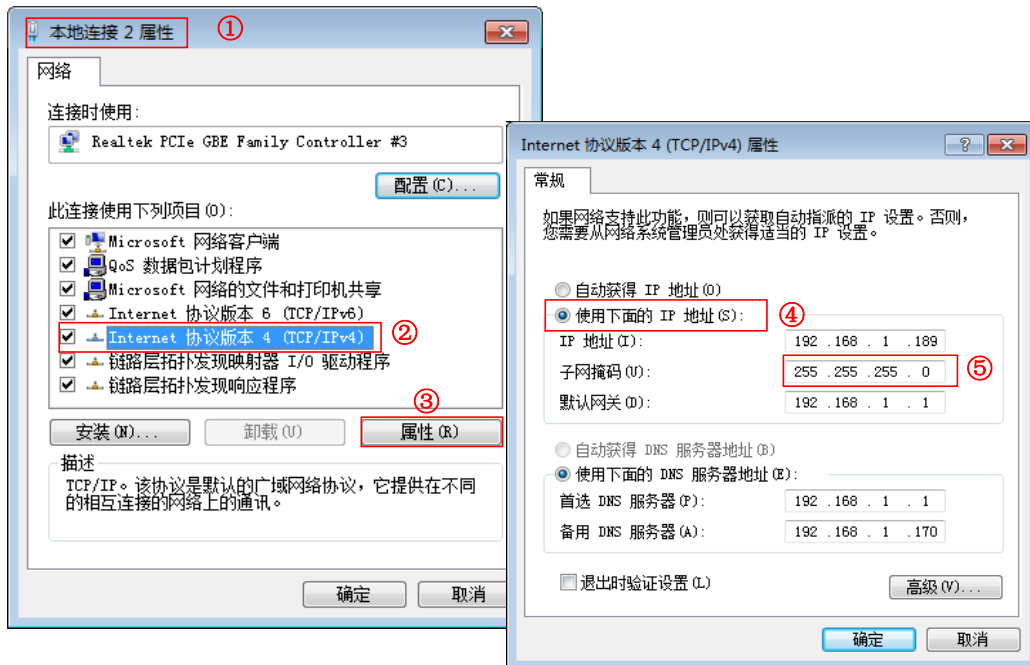 本地连接 2 属性
①
网络
连接时使用:
Realtek PCIe GBE Family Controller #3
配置(C)...
此连接使用下列项目(O):
Microsoft 网络客户端
QoS 数据包计划程序
Microsoft 网络的文件和打印机共享
Internet 协议版本 6 (TCP/IPv6)
Internet 协议版本 4 (TCP/IPv4)
②
链路层拓扑发现映射器 I/O 驱动程序
链路层拓扑发现响应程序
③
安装(N)...
卸载(U)
属性(R)
描述
TCP/IP。该协议是默认的广域网络协议，它提供在不同
的相互连接的网络上的通讯。
确定
取消
Internet 协议版本 4 (TCP/IPv4) 属性
常规
如果网络支持此功能，则可以获取自动指派的 IP 设置。否则，
您需要从网络系统管理员处获得适当的 IP 设置。
自动获得 IP 地址(O)
使用下面的 IP 地址(S):
④
IP 地址(I): 192 .168 . 1 .189
子网掩码(U): 255 .255 .255 . 0
⑤
默认网关(D): 192 .168 . 1 . 1
自动获得 DNS 服务器地址(B)
使用下面的 DNS 服务器地址(E):
首选 DNS 服务器(P): 192 .168 . 1 . 1
备用 DNS 服务器(A): 192 .168 . 1 .170
退出时验证设置(L)
高级(V)...
确定
取消